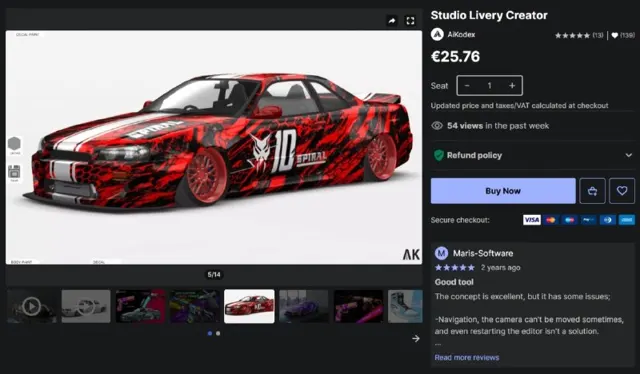 Studio Livery Creator
AiKodex
★★★★★ (13) | ♥ (139)
€25.76
Seat - 1 +
Updated price and taxes/VAT calculated at checkout
54 views in the past week
Refund policy
Buy Now
Secure checkout: VISA
SPIRAL
10 SPIRAL
AK
5/14
M Maris-Software
★★★★★ 2 years ago
Good tool
The concept is excellent, but it has some issues;
-Navigation, the camera can't be moved sometimes,
and even restarting the editor isn't a solution.
...
Read more reviews